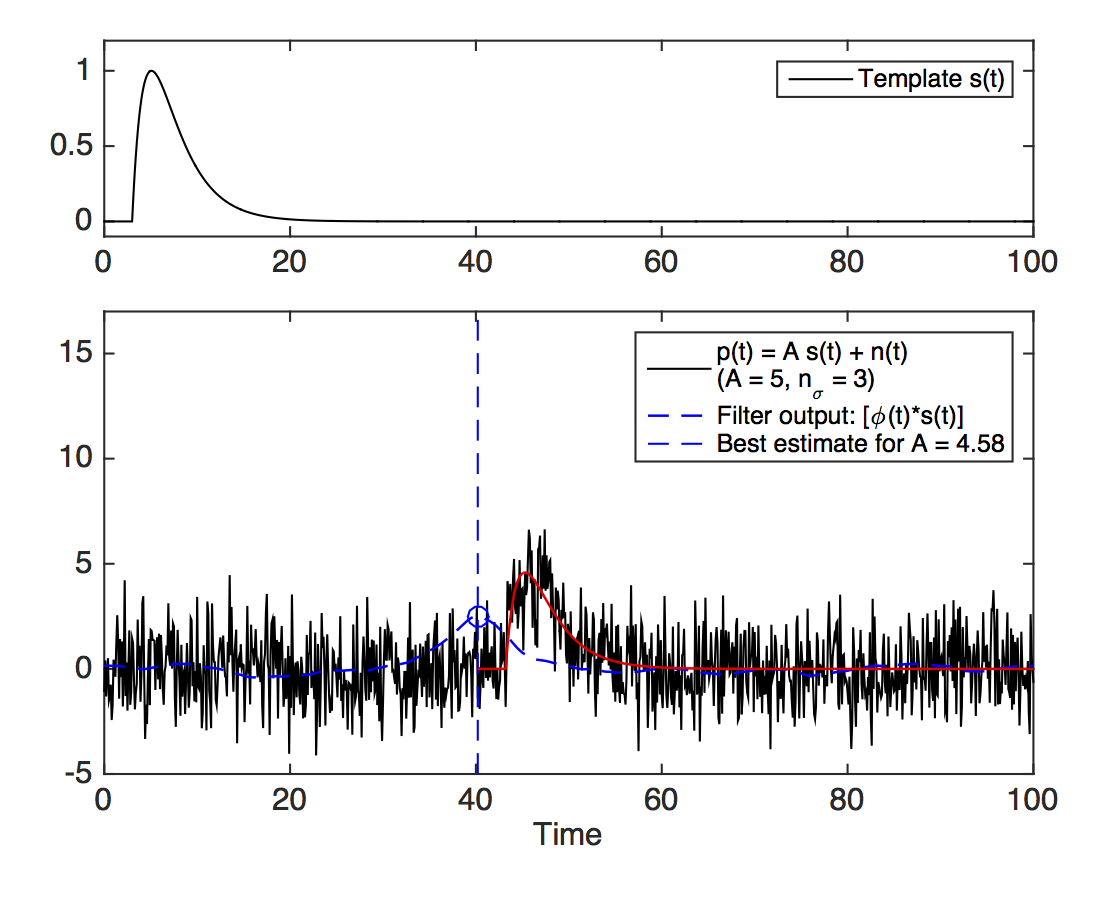 1
0.5
0
Template s(t)
0 20 40 60 80 100
15
10
5
0
-5
p(t) = A s(t) + n(t)
(A = 5, nσ = 3)
Filter output: [ϕ(t)*s(t)]
Best estimate for A = 4.58
0 20 40 60 80 100
Time